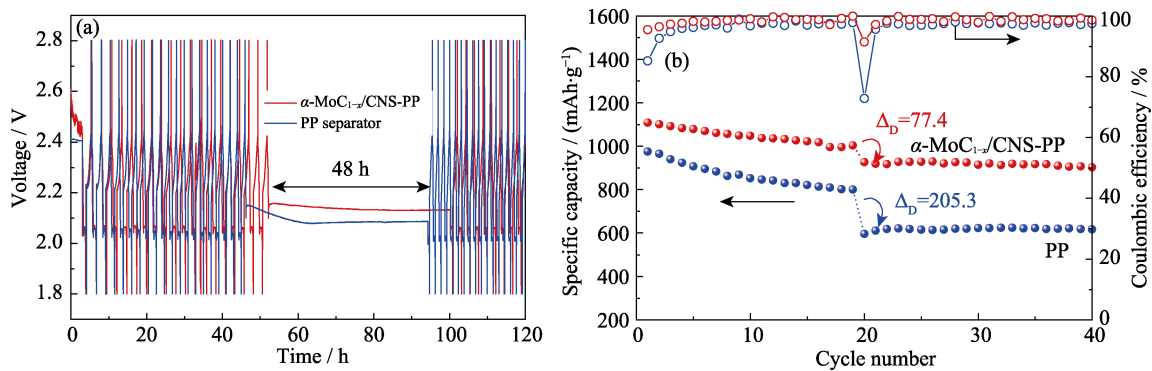 (a)
2.8
2.6
2.4
2.2
2.0
1.8
Voltage / V
α-MoC₁₋ₓ/CNS-PP
PP separator
48 h
0 20 40 60 80 100 120
Time / h
(b)
1600
1400
1200
1000
800
600
400
200
Specific capacity / (mAh·g⁻¹)
100
80
60
40
20
0
Coulombic efficiency / %
Δ_D=77.4
α-MoC₁₋ₓ/CNS-PP
Δ_D=205.3
PP
0 10 20 30 40
Cycle number